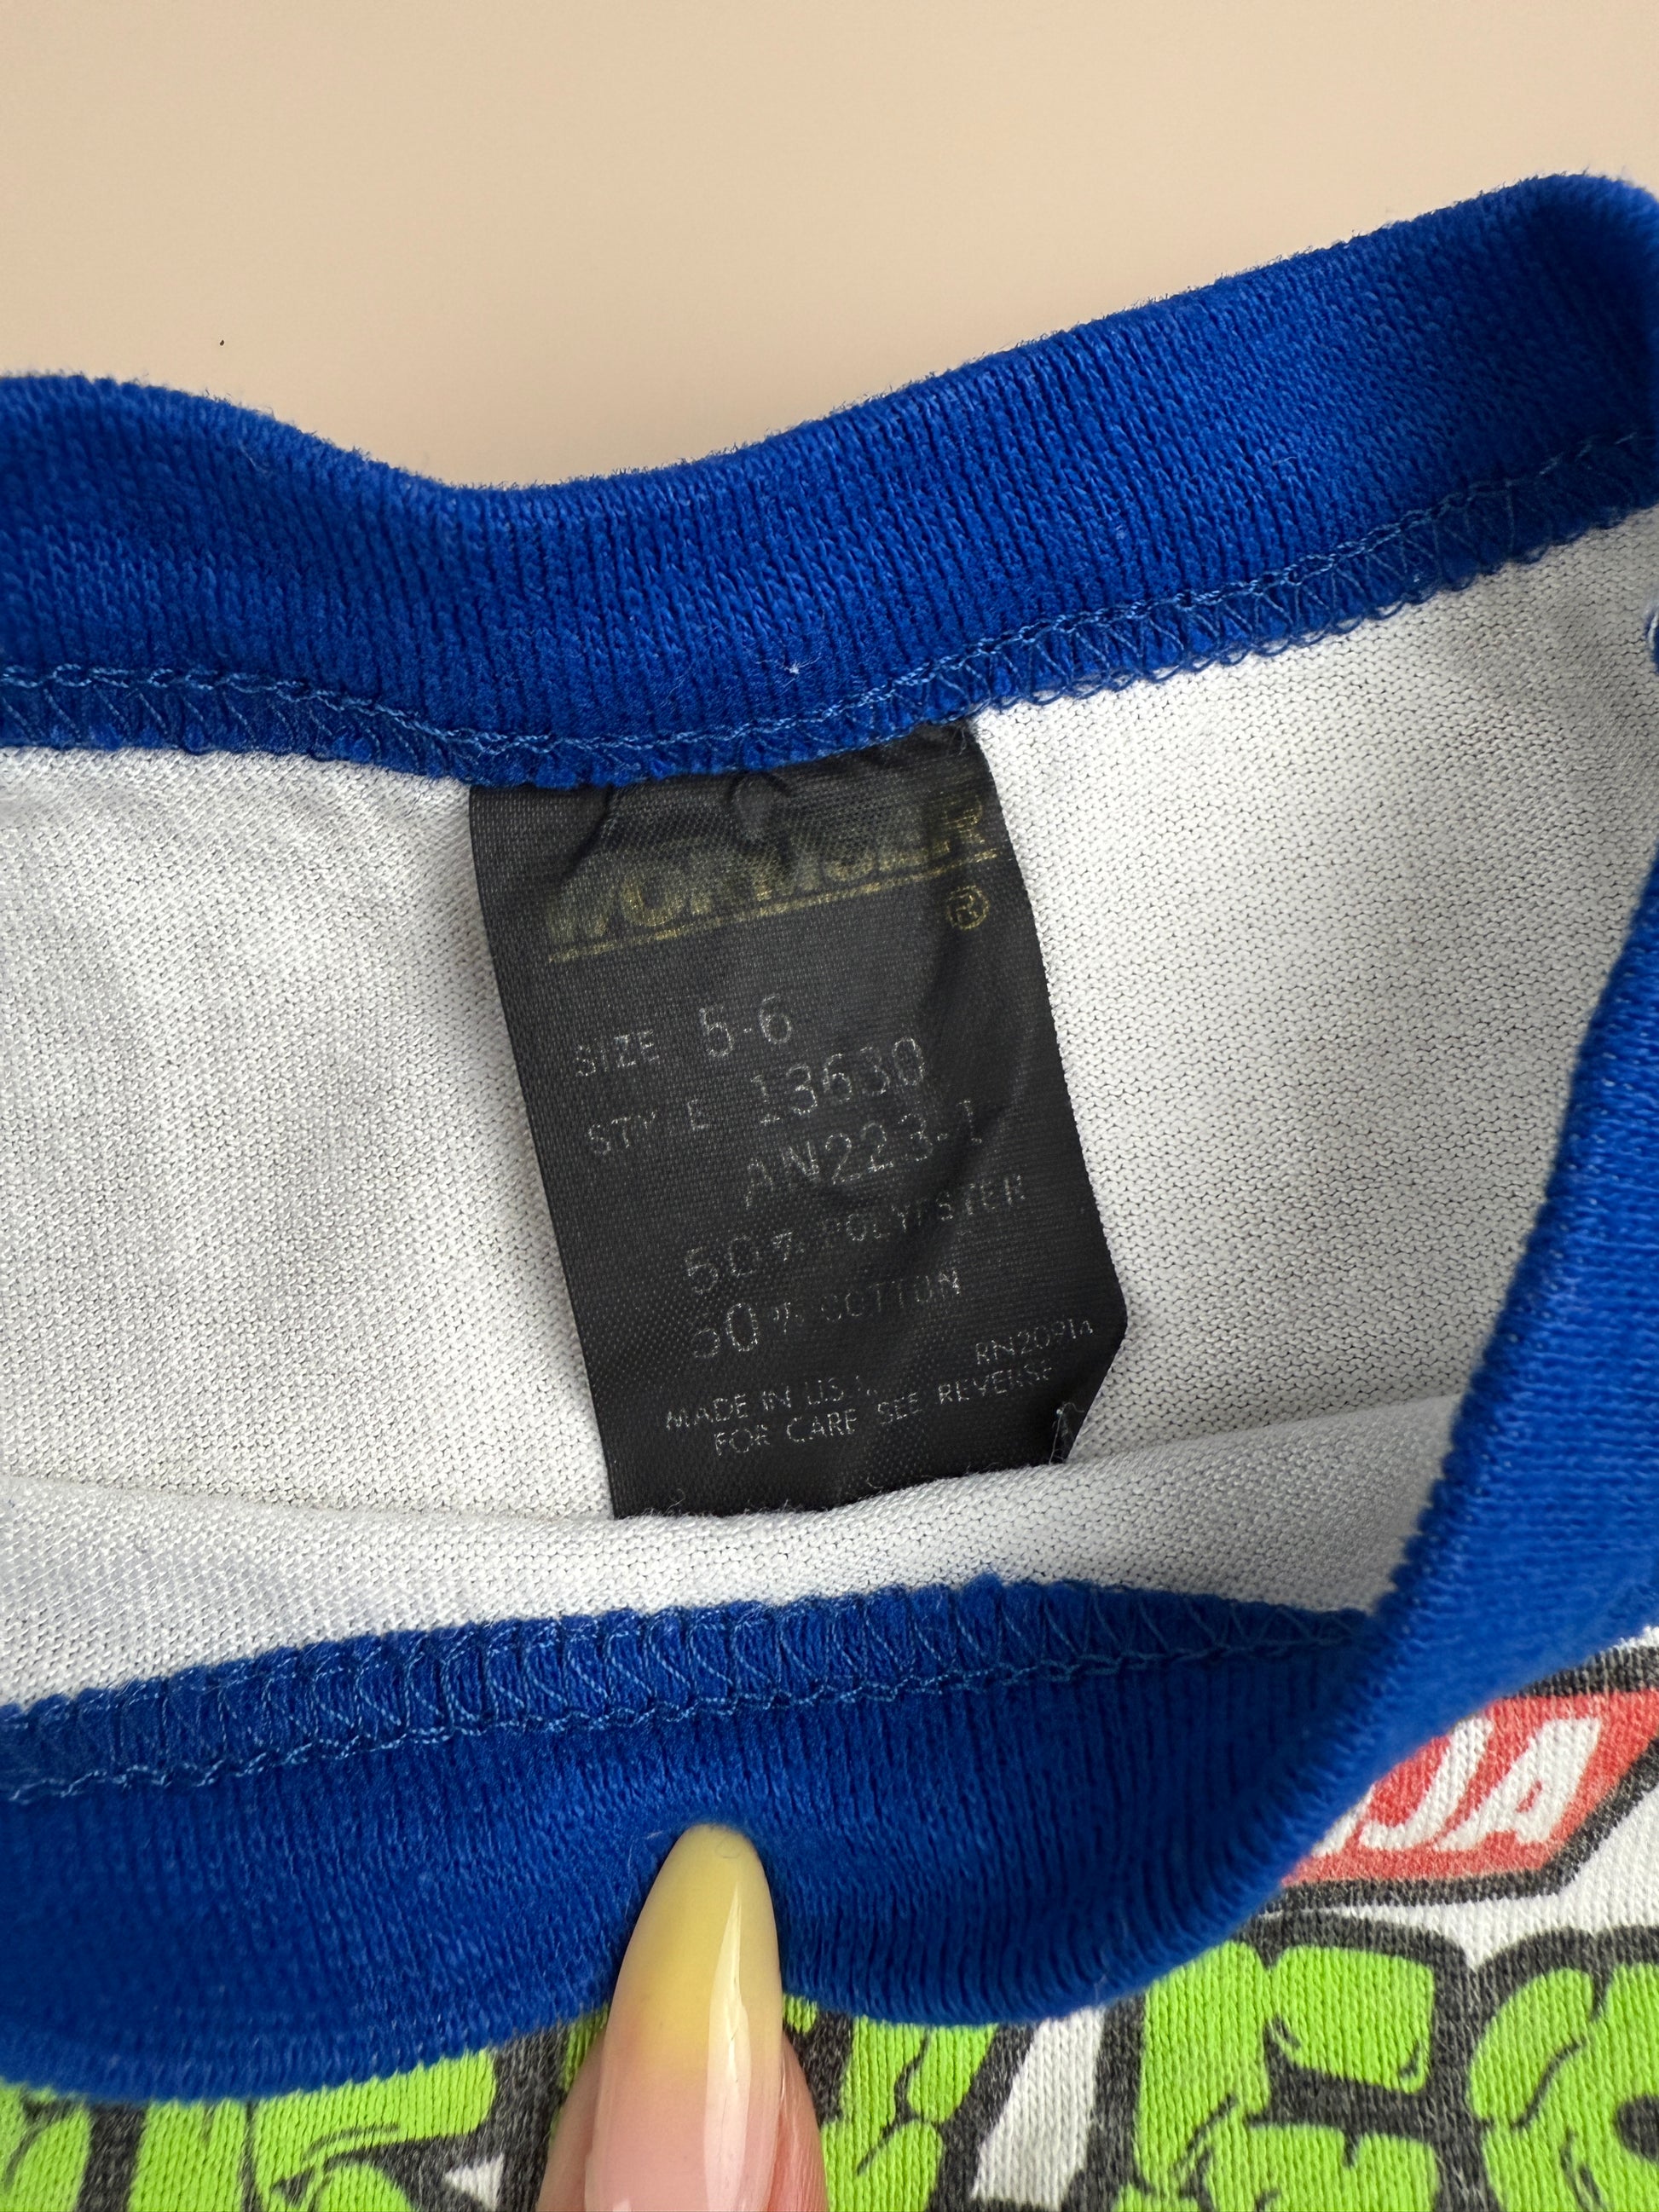 WORMSER
®
SIZE 5-6
STYLE 13630
AN223-1
50% POLYESTER
50% COTTON
RN20914
MADE IN U.S.A.
FOR CARE SEE REVERSE
JA